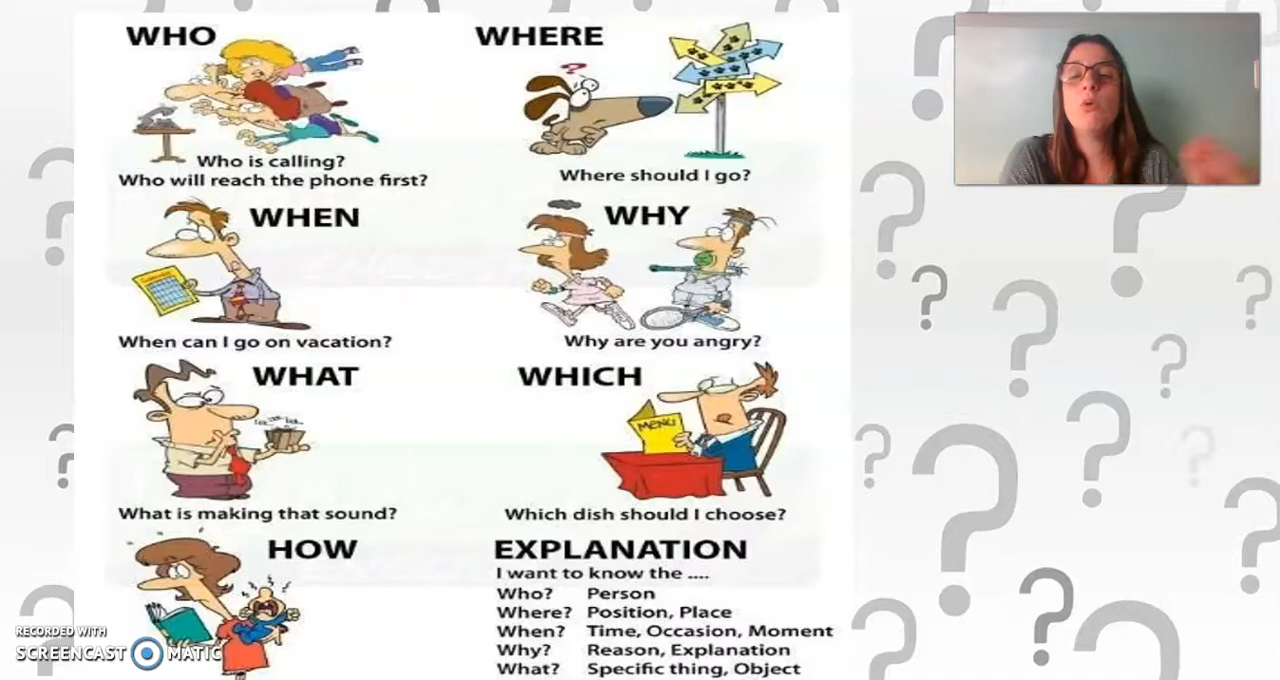 WHO
Who is calling?
Who will reach the phone first?
WHERE
Where should I go?
WHEN
When can I go on vacation?
WHY
Why are you angry?
WHAT
What is making that sound?
WHICH
MENU
Which dish should I choose?
HOW
EXPLANATION
I want to know the ....
Who? Person
Where? Position, Place
When? Time, Occasion, Moment
Why? Reason, Explanation
What? Specific thing, Object
RECORDED WITH
SCREENCAST MATIC